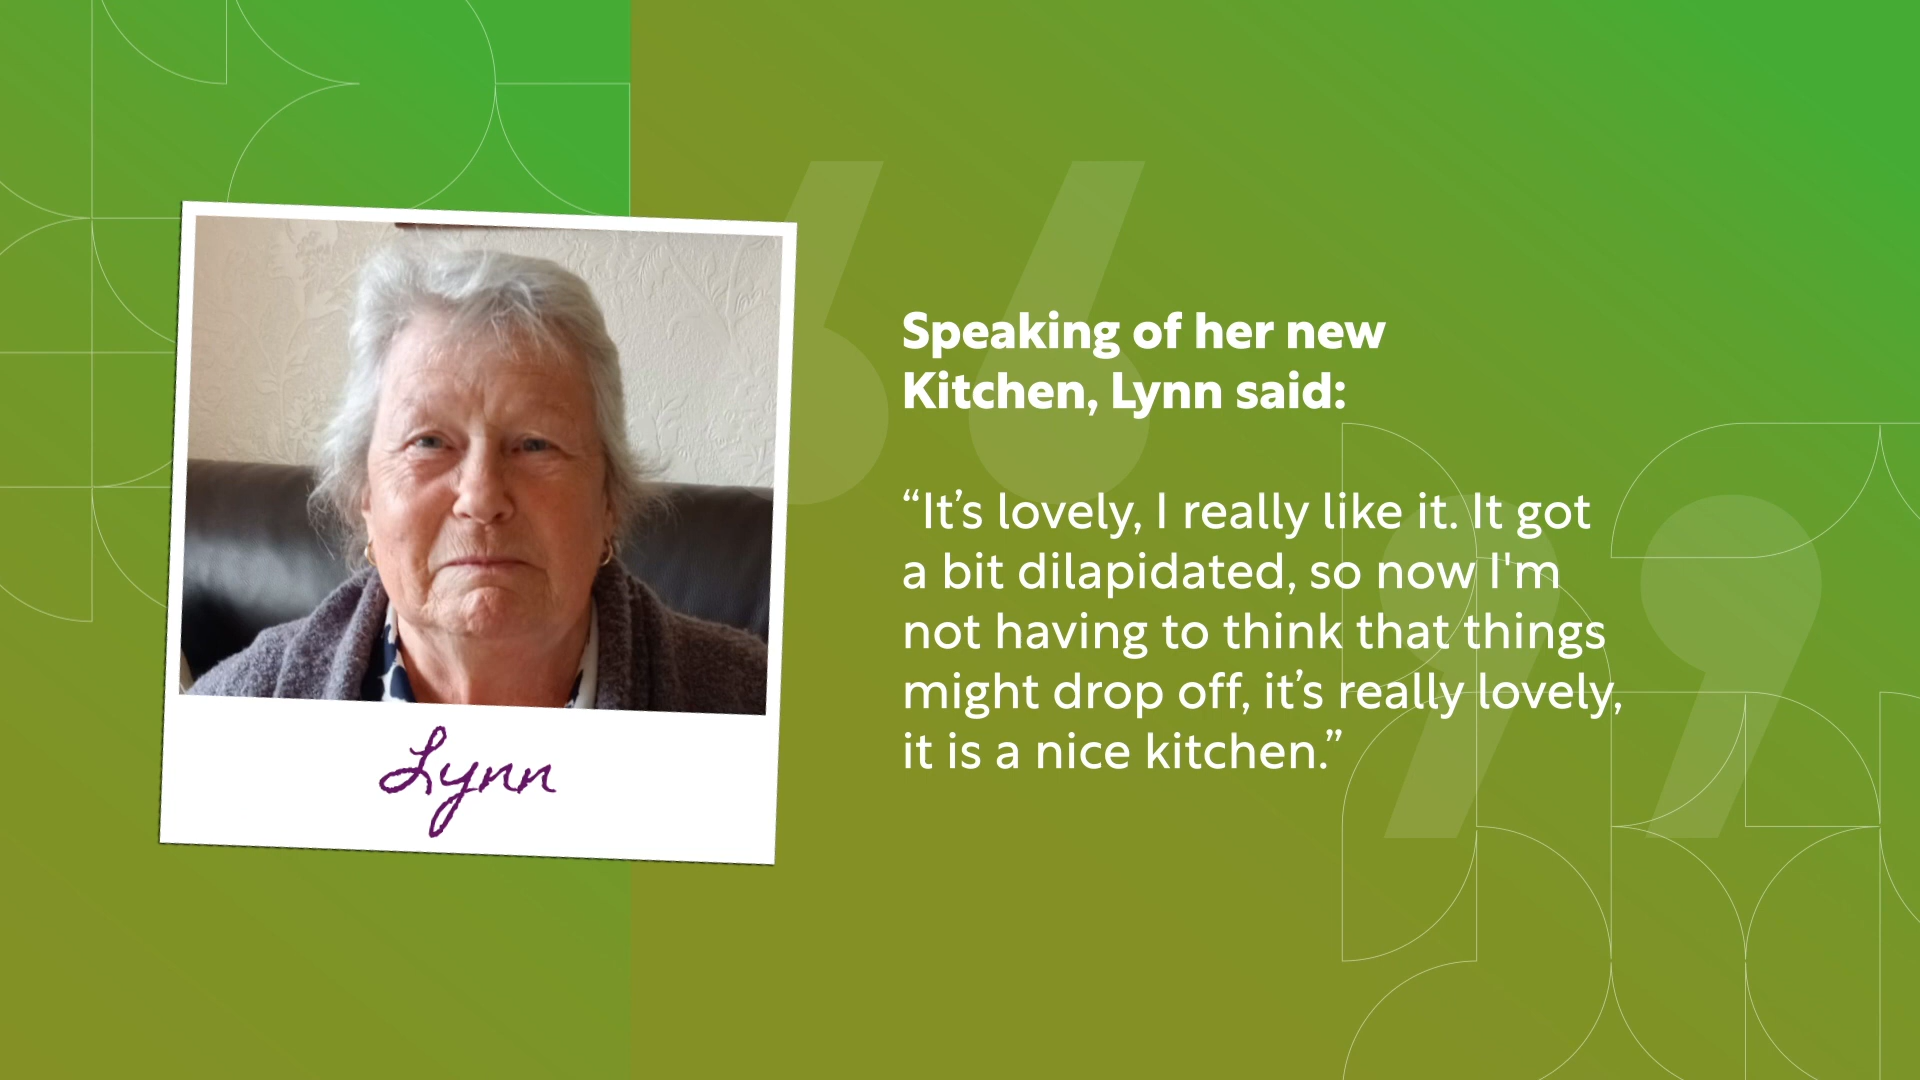 Speaking of her new
Kitchen, Lynn said:
“It’s lovely, I really like it. It got
a bit dilapidated, so now I'm
not having to think that things
might drop off, it’s really lovely,
it is a nice kitchen.”
Lynn